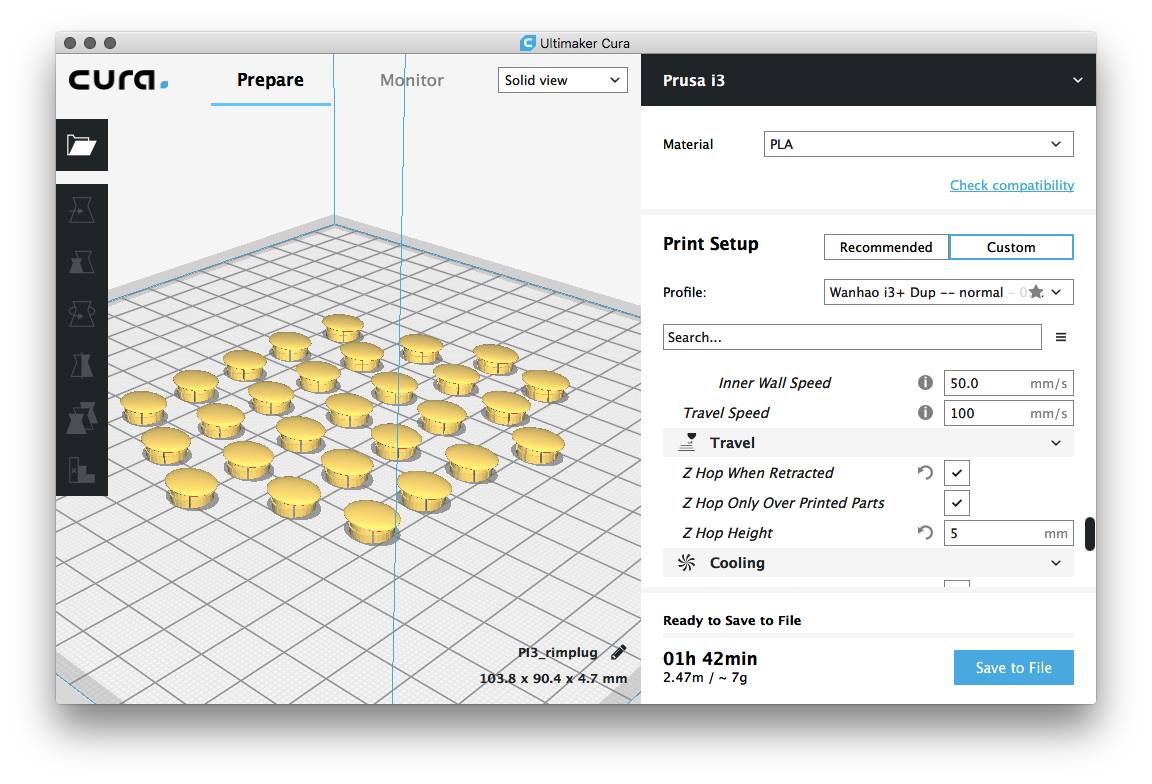 Ultimaker Cura
cura.
Prepare
Monitor
Solid view
Prusa i3
Material
PLA
Check compatibility
Print Setup
Recommended
Custom
Profile:
Wanhao i3+ Dup -- normal
Search...
Inner Wall Speed
50.0 mm/s
Travel Speed
100 mm/s
Travel
Z Hop When Retracted
Z Hop Only Over Printed Parts
Z Hop Height
5 mm
Cooling
PI3_rimplug
103.8 x 90.4 x 4.7 mm
Ready to Save to File
01h 42min
2.47m / ~ 7g
Save to File